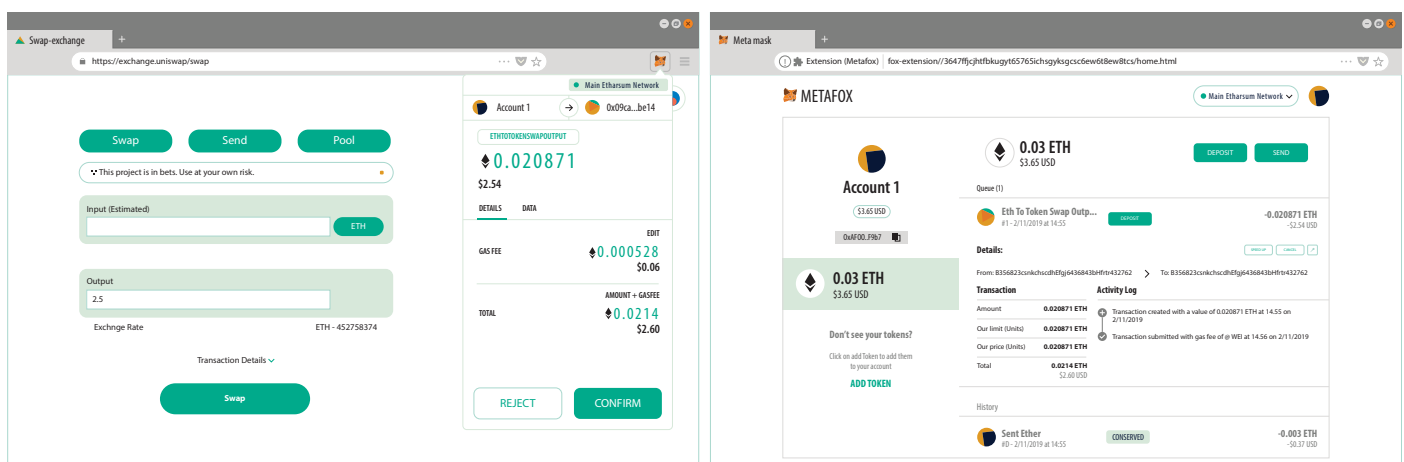 Swap-exchange
+
https://exchange.uniswap/swap
Main Etharsum Network
Account 1
0x09ca...be14
Swap
Send
Pool
This project is in bets. Use at your own risk.
Input (Estimated)
ETH
Output
2.5
Exchnge Rate
ETH - 452758374
Transaction Details
Swap
ETHTOTOKENSWAPOUTPUT
0.020871
$2.54
DETAILS
DATA
EDIT
GAS FEE
0.000528
$0.06
AMOUNT + GASFEE
TOTAL
0.0214
$2.60
REJECT
CONFIRM
Meta mask
+
Extension (Metafox)
fox-extension//3647ffjcjhtfbkugyt65765ichsgyksgcsc6ew6t8ew8tcs/home.html
METAFOX
Main Etharsum Network
Account 1
$3.65 USD
0xAF00..F9b7
0.03 ETH
$3.65 USD
Don't see your tokens?
Click on addToken to add them
to your account
ADD TOKEN
0.03 ETH
$3.65 USD
DEPOSIT
SEND
Queue (1)
Eth To Token Swap Outp...
#1 - 2/11/2019 at 14:55
DEPOSIT
-0.020871 ETH
-$2.54 USD
Details:
From: B356823csnkchscdhEfgj6436843bHfrtr432762
To: B356823csnkchscdhEfgj6436843bHfrtr432762
Transaction
Amount 0.020871 ETH
Our limit (Units) 0.020871 ETH
Our price (Units) 0.020871 ETH
Total 0.0214 ETH
$2.60 USD
Activity Log
Transaction created with a value of 0.020871 ETH at 14.55 on
2/11/2019
Transaction submitted with gas fee of @ WEI at 14.56 on 2/11/2019
History
Sent Ether
#0 - 2/11/2019 at 14:55
CONSERVED
-0.003 ETH
-$0.37 USD